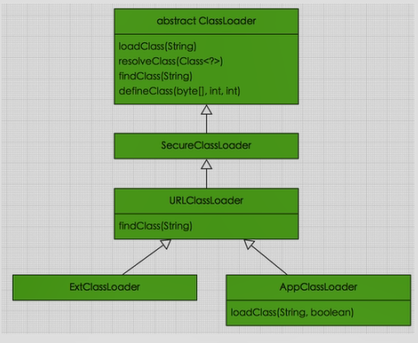 abstract ClassLoader
loadClass(String)
resolveClass(Class<?>)
findClass(String)
defineClass(byte[], int, int)
SecureClassLoader
URLClassLoader
findClass(String)
ExtClassLoader
AppClassLoader
loadClass(String, boolean)